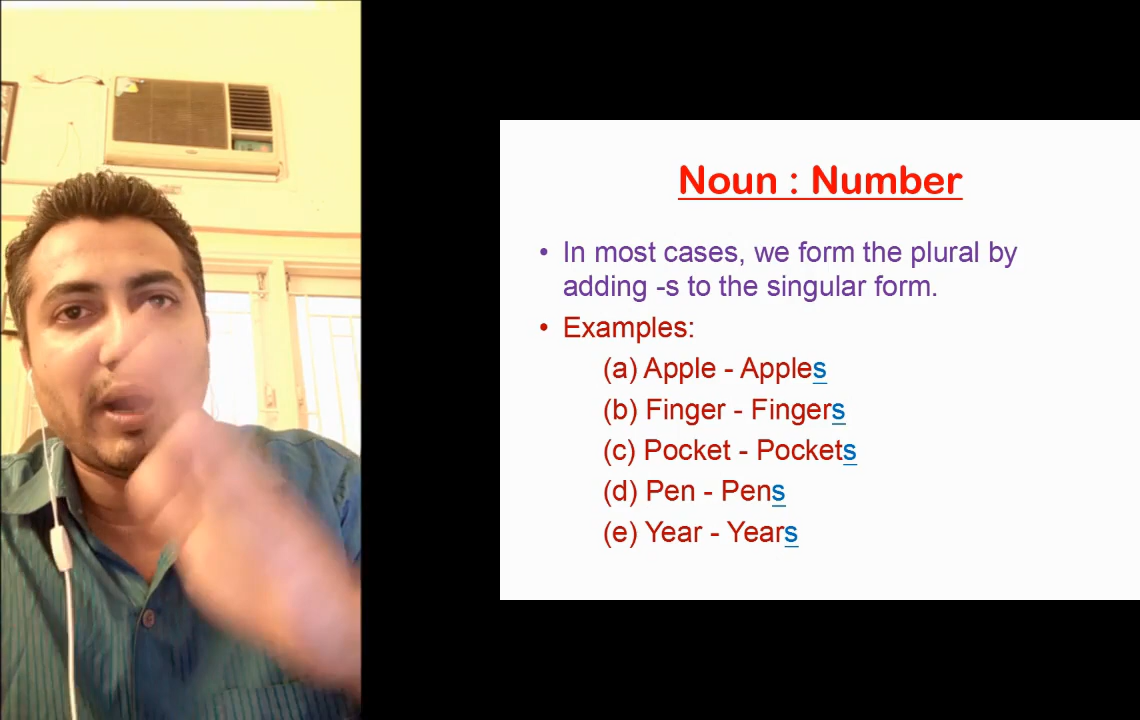 Noun : Number
• In most cases, we form the plural by
adding -s to the singular form.
• Examples:
(a) Apple - Apples
(b) Finger - Fingers
(c) Pocket - Pockets
(d) Pen - Pens
(e) Year - Years